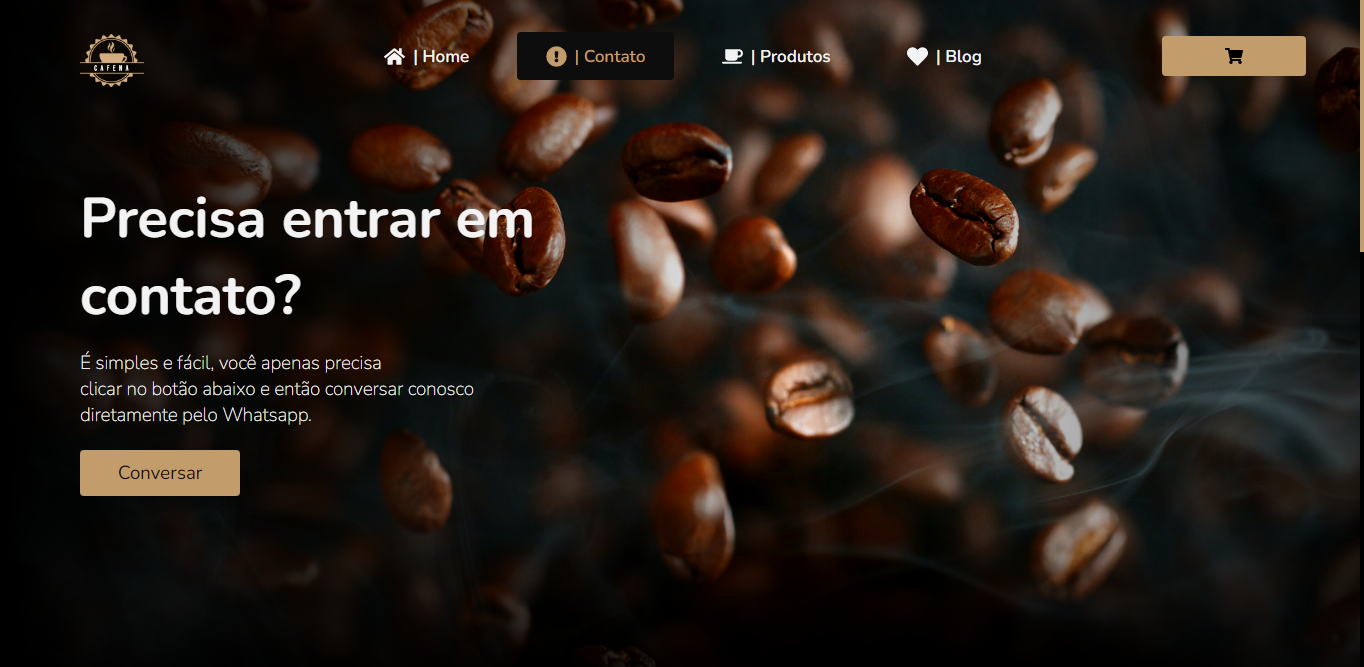 CAFEWA
| Home
| Contato
| Produtos
| Blog
Precisa entrar em
contato?
É simples e fácil, você apenas precisa
clicar no botão abaixo e então conversar conosco
diretamente pelo Whatsapp.
Conversar